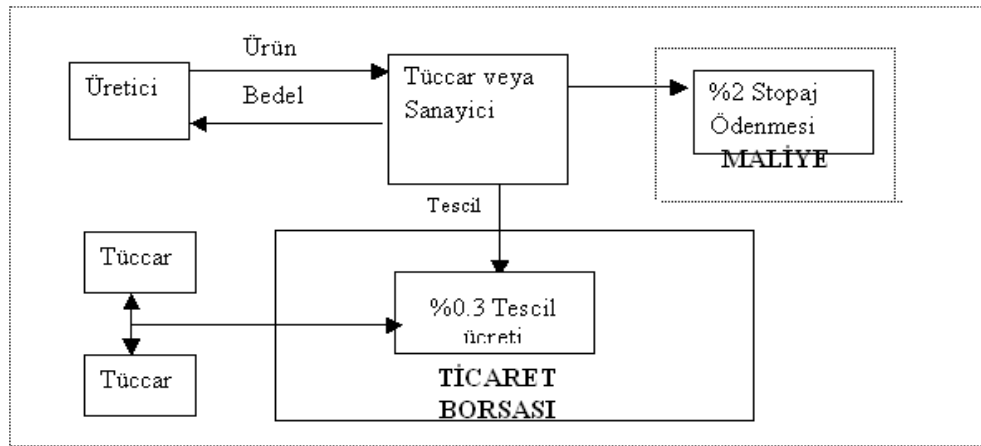 Ürün
Üretici
Bedel
Tüccar veya
Sanayici
%2 Stopaj
Ödenmesi
MALİYE
Tescil
Tüccar
%0.3 Tescil
ücreti
Tüccar
TİCARET
BORSASI